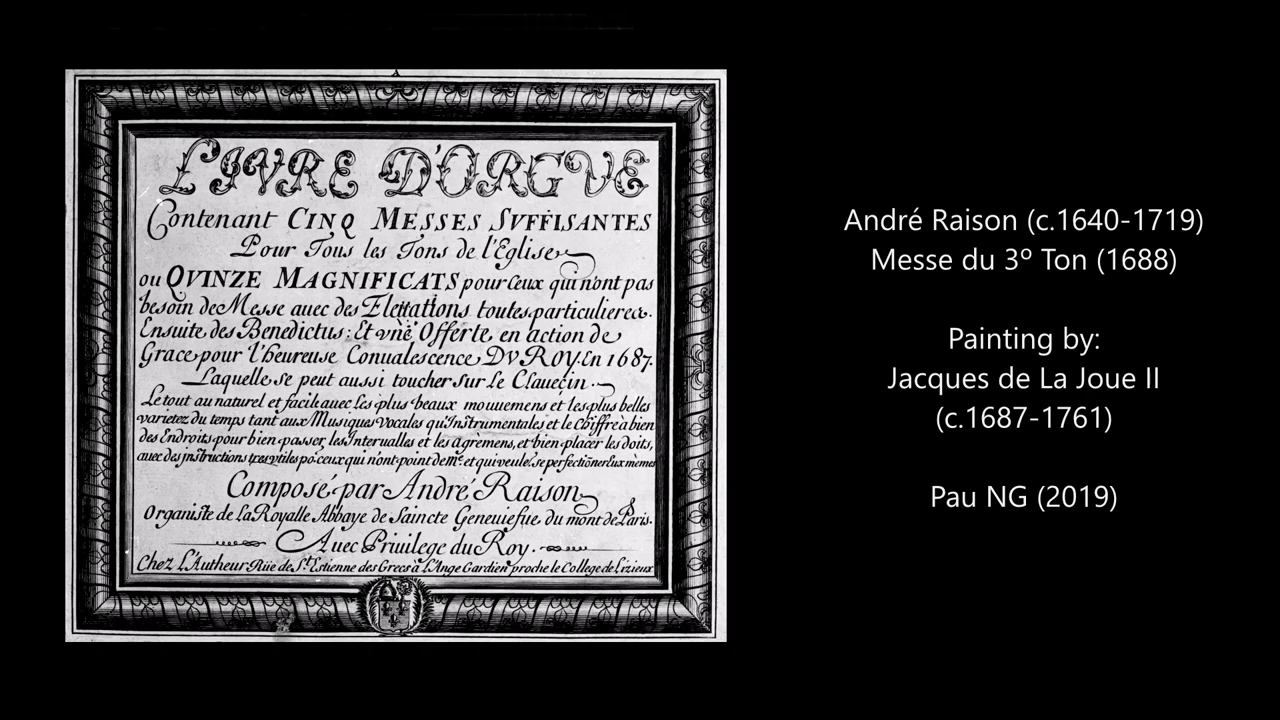 LIVRE D'ORGVE
Contenant CINQ MESSES SVFFISANTES
Pour Tous les Tons de l'Eglise
ou QVINZE MAGNIFICATS pour Ceux qui n'ont pas
besoin de Messe auec des Eleuations toutes particulieres.
Ensuite des Benedictus: Et vne Offerte en action de
Grace pour l'heureuse Conualescence DV ROY. En 1687.
Laquelle se peut aussi toucher sur Le Clauecin.
Le tout au naturel et facile auec Les plus beaux mouuemens et les plus belles
varietez du temps tant aux Musiques vocales qu'Instrumentales et le Chiffre à bien
des Endroits pour bien passer, les Interualles et les agrémens, et bien placer les doits,
auec des instructions tres vtiles po. ceux qui n'ont point de me. et qui veule. se perfectiõner Eux mèmes
Composé par André Raison
Organiste de La Royalle Abbaye de Saincte Geneuiefue du mont de Paris.
Auec Priuilege du Roy.
Chez L'Autheur Rüe de St. Estienne des Grecs à L'Ange Gardien proche le College de Lizieux
André Raison (c.1640-1719)
Messe du 3º Ton (1688)
Painting by:
Jacques de La Joue II
(c.1687-1761)
Pau NG (2019)